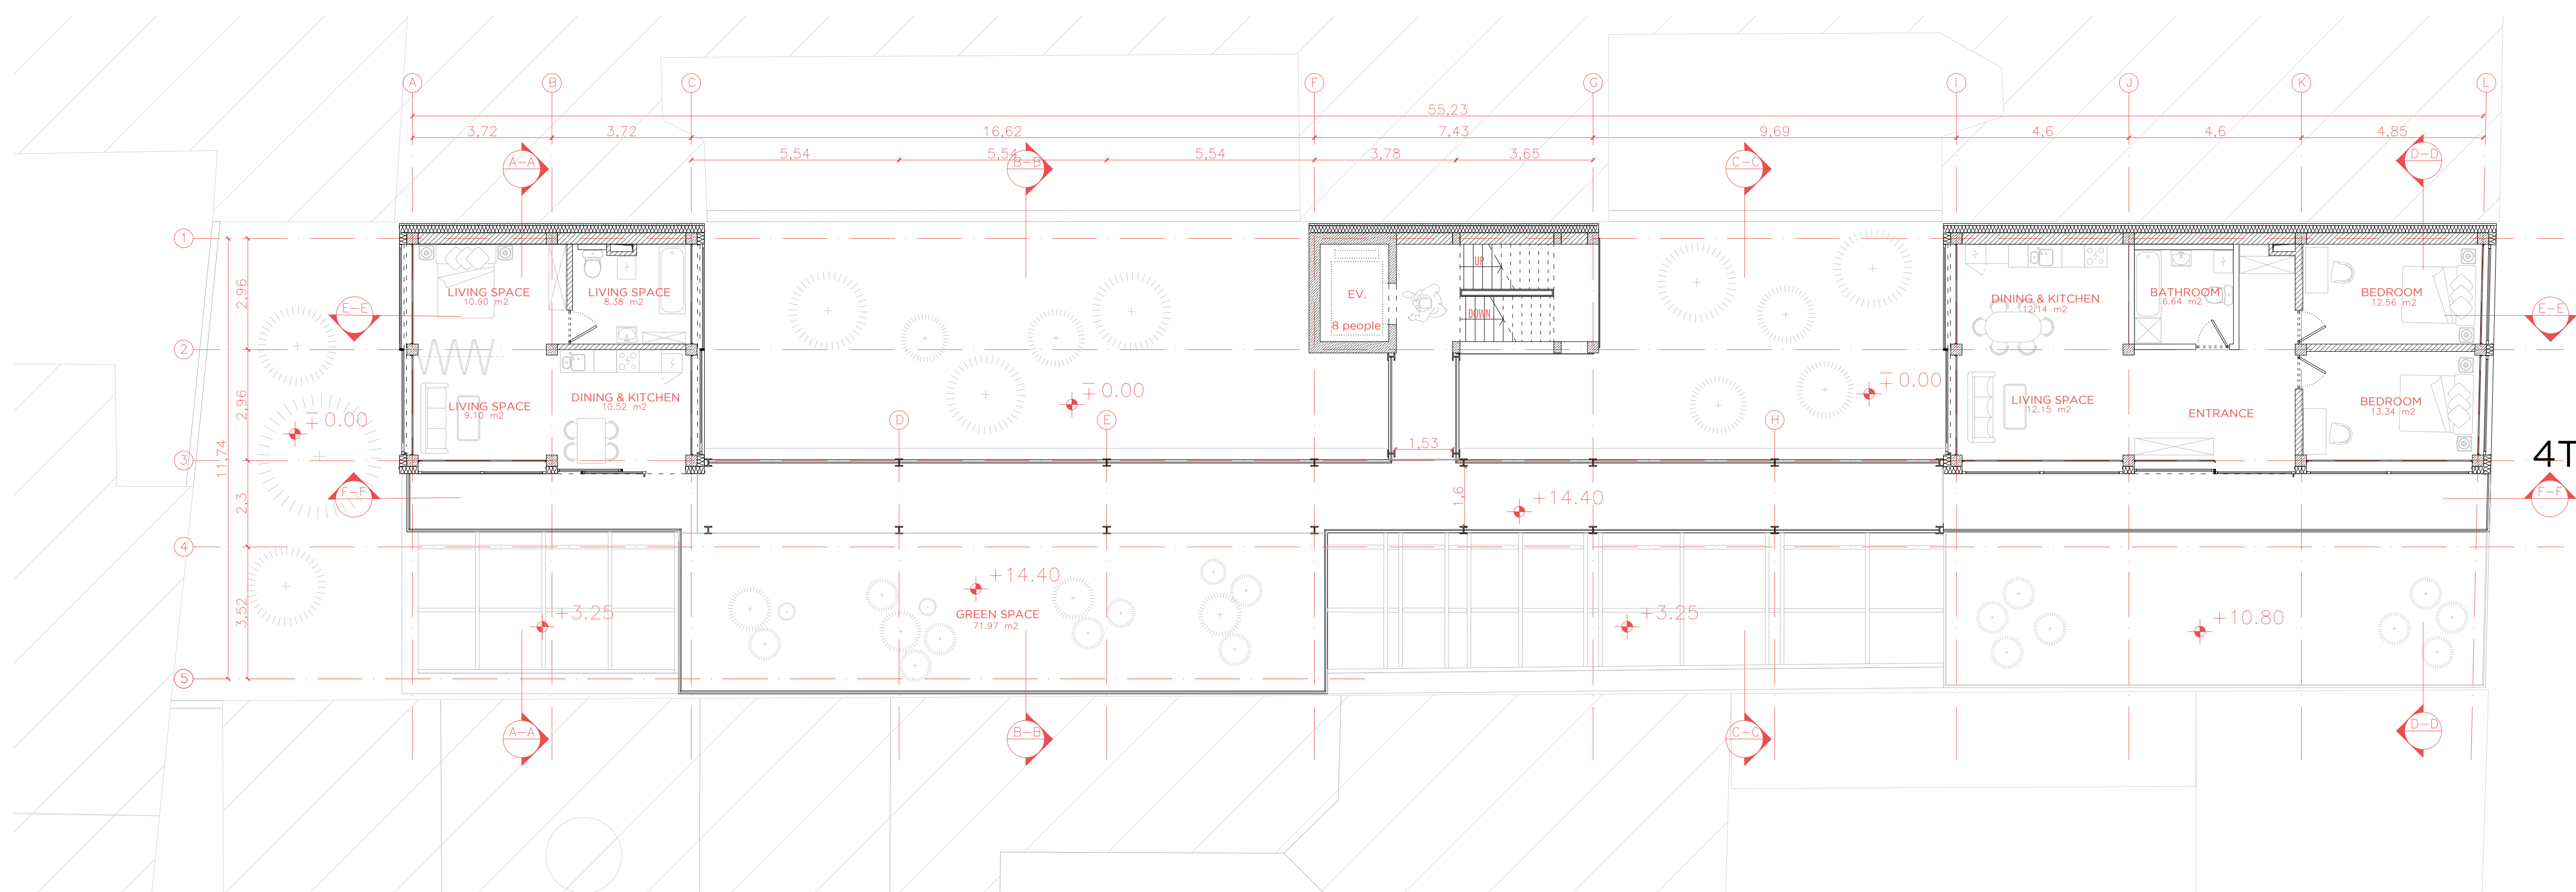 A B C F G I J K L
55,23
3,72 3,72 16,62 7,43 9,69 4,6 4,6 4,85
5,54 5,54 5,54 3,78 3,65
A-A B-B C-C D-D
1
2
3
4
5
2,96
2,96
2,3
3,52
11,74
E-E
F-F
LIVING SPACE
10.90 m2
LIVING SPACE
8.38 m2
LIVING SPACE
9.10 m2
DINING & KITCHEN
10.52 m2
∓0.00
∓0.00
D E
EV.
8 people
UP
DOWN
1,53
1,6
∓0.00
H
DINING & KITCHEN
12.14 m2
BATHROOM
6.64 m2
BEDROOM
12.56 m2
LIVING SPACE
12.15 m2
ENTRANCE
BEDROOM
13.34 m2
E-E
4T
F-F
+14.40
+3.25
+14.40
GREEN SPACE
71.97 m2
+3.25
+10.80
A-A B-B C-C D-D